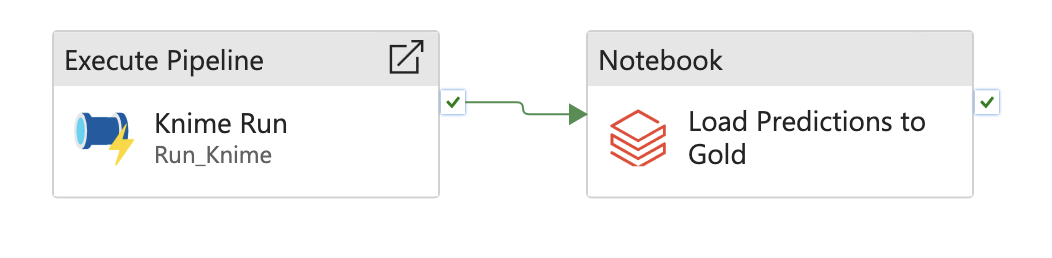 Execute Pipeline
Knime Run
Run_Knime
Notebook
Load Predictions to
Gold